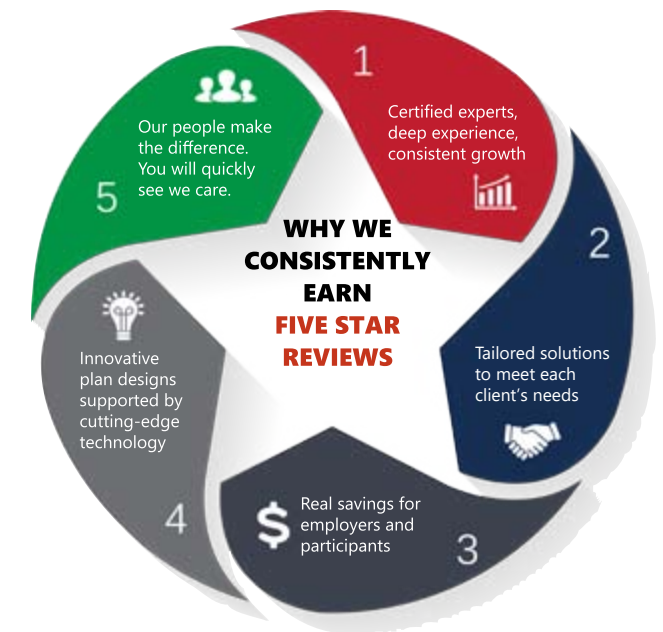 WHY WE
CONSISTENTLY
EARN
FIVE STAR
REVIEWS
1
Certified experts,
deep experience,
consistent growth
2
Tailored solutions
to meet each
client's needs
3
Real savings for
employers and
participants
$
4
Innovative
plan designs
supported by
cutting-edge
technology
5
Our people make
the difference.
You will quickly
see we care.